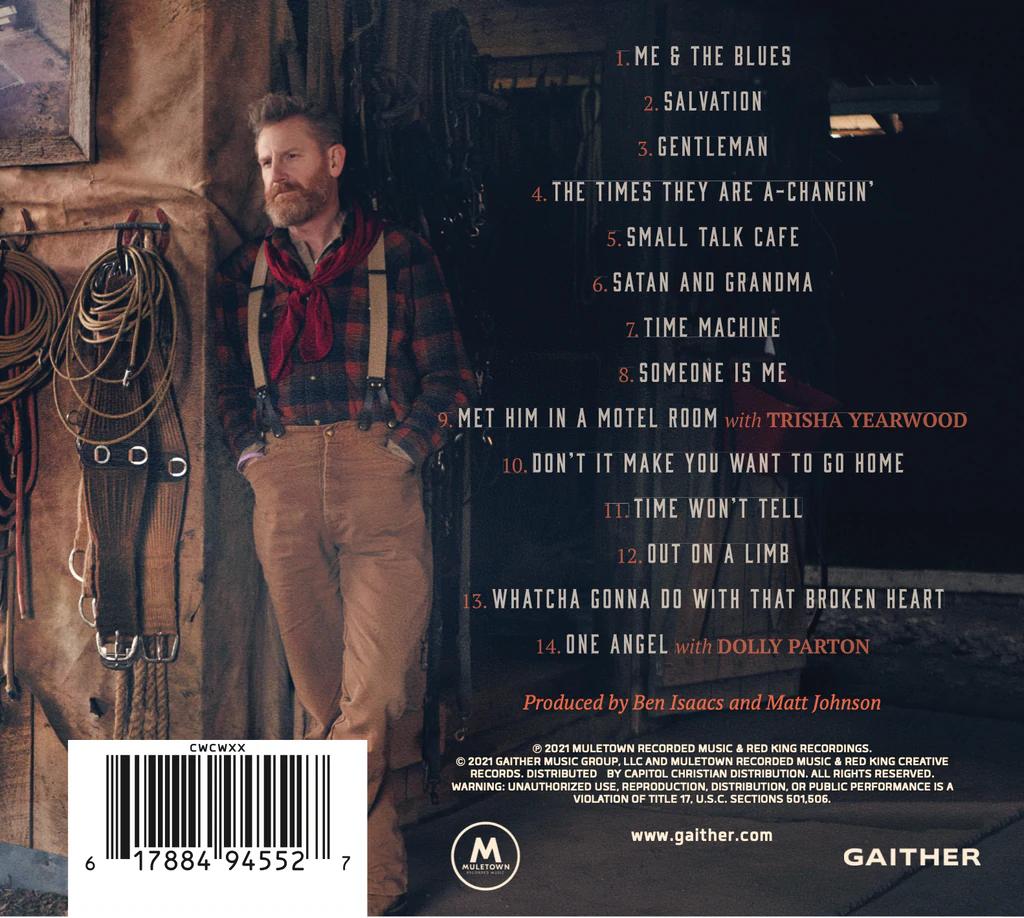 1. ME & THE BLUES
2. SALVATION
3. GENTLEMAN
4. THE TIMES THEY ARE A-CHANGIN'
5. SMALL TALK CAFE
6. SATAN AND GRANDMA
7. TIME MACHINE
8. SOMEONE IS ME
9. MET HIM IN A MOTEL ROOM with TRISHA YEARWOOD
10. DON'T IT MAKE YOU WANT TO GO HOME
11. TIME WON'T TELL
12. OUT ON A LIMB
13. WHATCHA GONNA DO WITH THAT BROKEN HEART
14. ONE ANGEL with DOLLY PARTON
Produced by Ben Isaacs and Matt Johnson
℗ 2021 MULETOWN RECORDED MUSIC & RED KING RECORDINGS.
© 2021 GAITHER MUSIC GROUP, LLC AND MULETOWN RECORDED MUSIC & RED KING CREATIVE
RECORDS. DISTRIBUTED BY CAPITOL CHRISTIAN DISTRIBUTION. ALL RIGHTS RESERVED.
WARNING: UNAUTHORIZED USE, REPRODUCTION, DISTRIBUTION, OR PUBLIC PERFORMANCE IS A
VIOLATION OF TITLE 17, U.S.C. SECTIONS 501,506.
CWCWXX
6 17884 94552 7
M
MULETOWN
RECORDED MUSIC
www.gaither.com
GAITHER